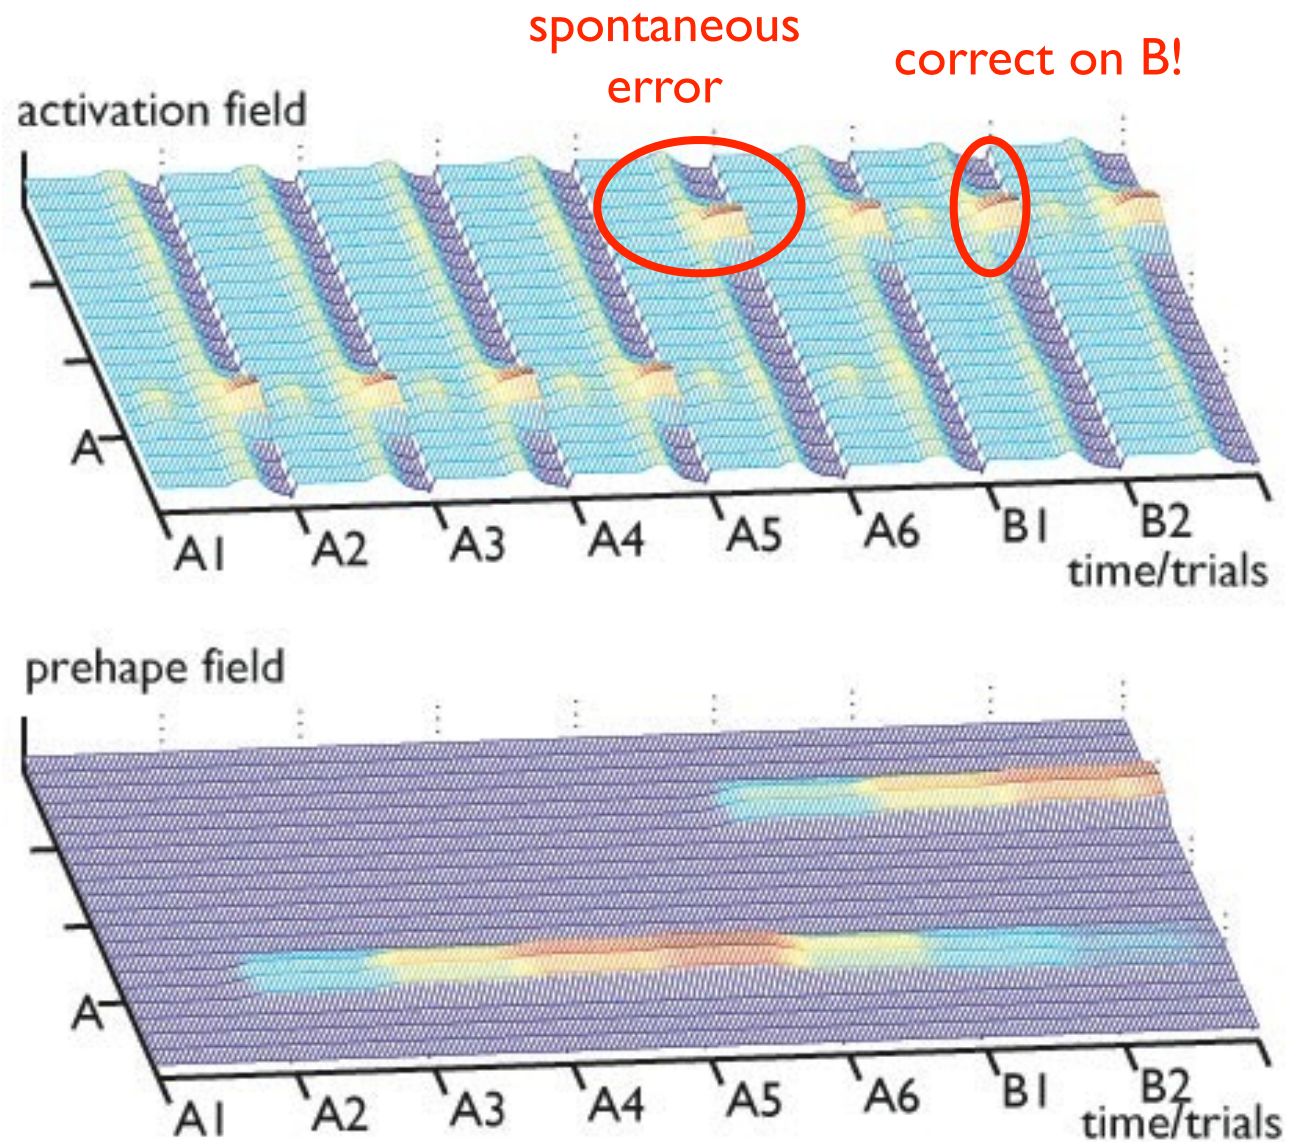 spontaneous
error
correct on B!
activation field
A
A1 A2 A3 A4 A5 A6 B1 B2
time/trials
prehape field
A
A1 A2 A3 A4 A5 A6 B1 B2
time/trials